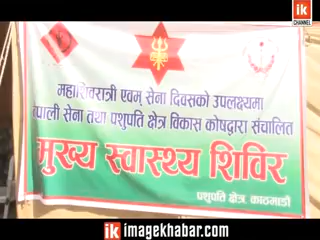 ik
CHANNEL
महाशिवरात्री एवम् सेना दिवसको उपलक्ष्यमा
नेपाली सेना तथा पशुपति क्षेत्र विकास कोषद्वारा संचालित
मुख्य स्वास्थ्य शिविर
पशुपति क्षेत्र, काठमाडौं
ik imagekhabar.com